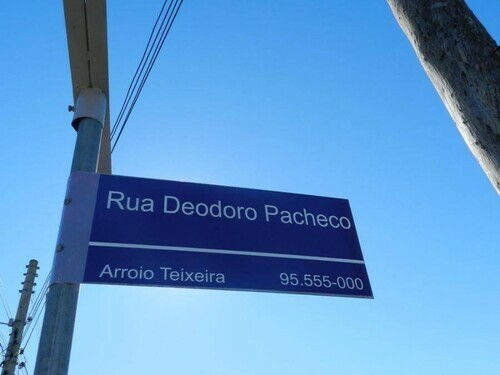 Rua Deodoro Pacheco
Arroio Teixeira 95.555-000